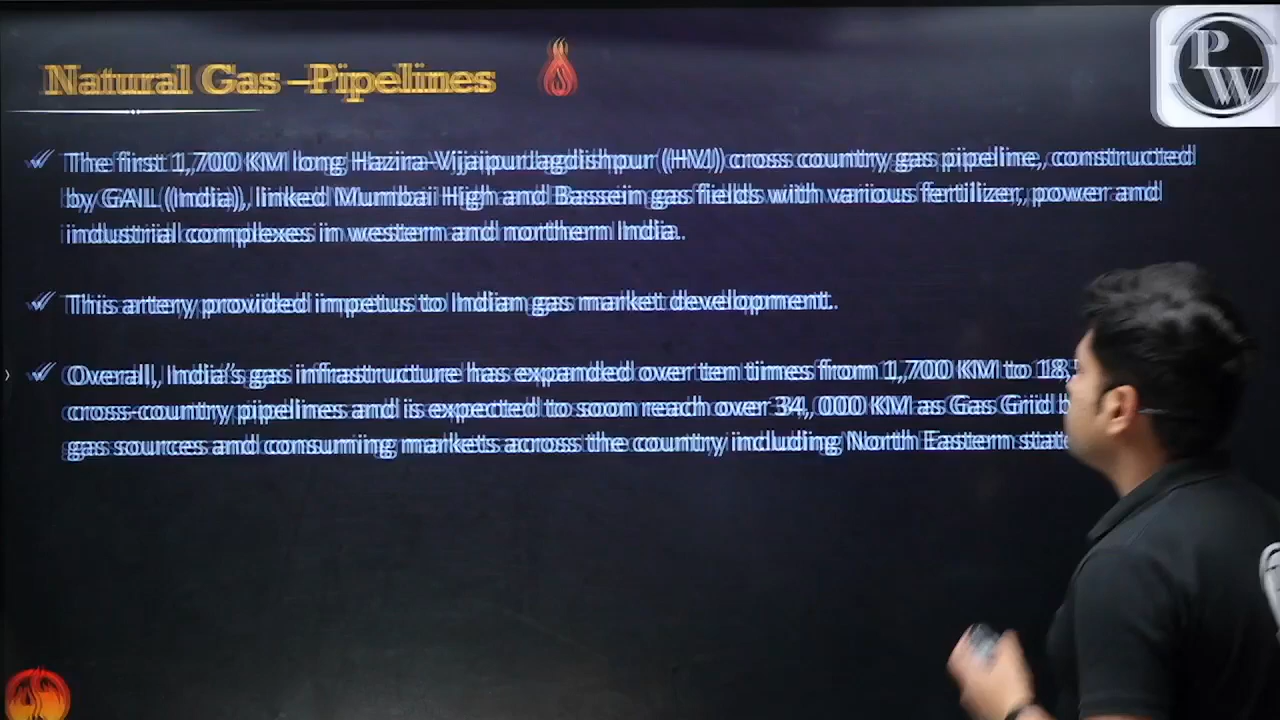 PW
Natural Gas –Pipelines
✓ The first 1,700 KM long Hazira-Vijaipur Jagdishpur (HVJ) cross country gas pipeline, constructed
by GAIL (India), linked Mumbai High and Bassein gas fields with various fertilizer, power and
industrial complexes in western and northern India.
✓ This artery provided impetus to Indian gas market development.
✓ Overall, India's gas infrastructure has expanded over ten times from 1,700 KM to
cross-country pipelines and is expected to soon reach over 34, 000 KM as Gas Grid
gas sources and consuming markets across the country including North Eastern